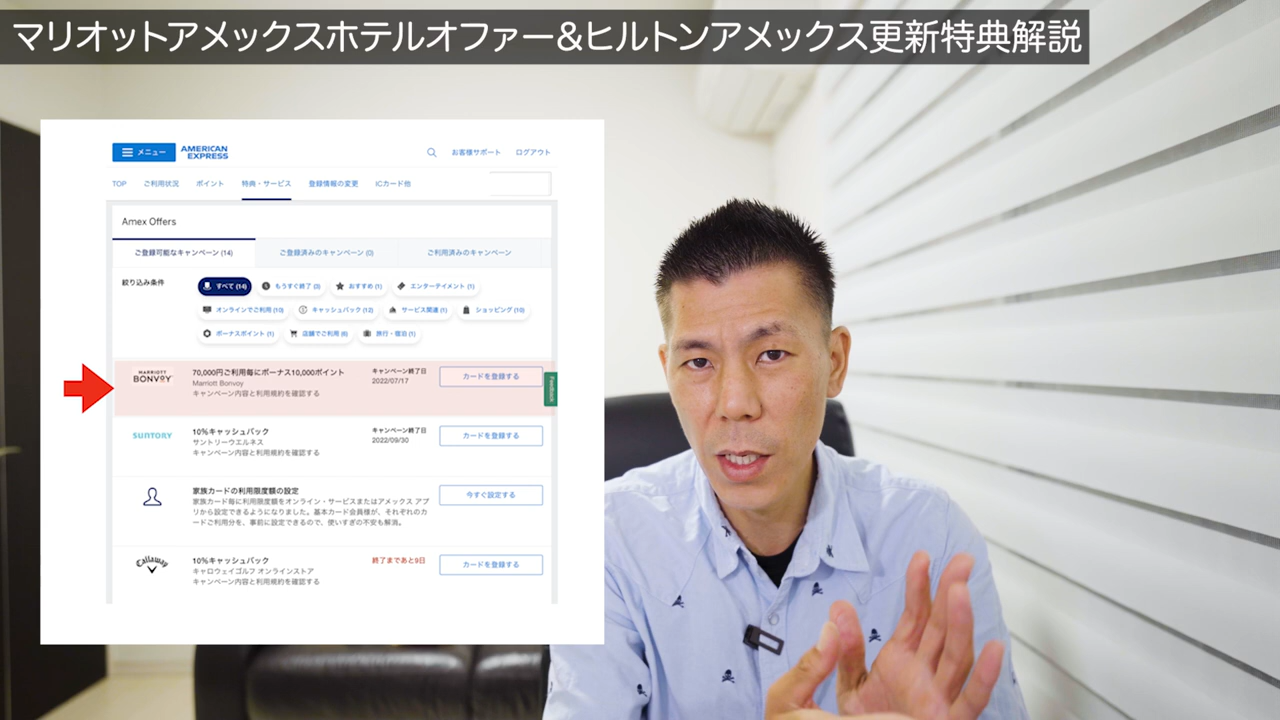 マリオットアメックスホテルオファー&ヒルトンアメックス更新特典解説
メニュー
AMERICAN
EXPRESS
お客様サポート ログアウト
TOP ご利用状況 ポイント 特典・サービス 登録情報の変更 ICカード他
Amex Offers
ご登録可能なキャンペーン (14) ご登録済みのキャンペーン (0) ご利用済みのキャンペーン
絞り込み条件
すべて (14) もうすぐ終了 (3) おすすめ (1) エンターテイメント (1)
オンラインでご利用 (10) キャッシュバック (12) サービス関連 (1) ショッピング (10)
ボーナスポイント (1) 店舗でご利用 (6) 旅行・宿泊 (1)
MARRIOTT
BONVOY
70,000円ご利用毎にボーナス10,000ポイント
Marriott Bonvoy
キャンペーン内容と利用規約を確認する
キャンペーン終了日
2022/07/17
カードを登録する
Feedback
SUNTORY
10%キャッシュバック
サントリーウエルネス
キャンペーン内容と利用規約を確認する
キャンペーン終了日
2022/09/30
カードを登録する
家族カードの利用限度額の設定
家族カード毎に利用限度額をオンライン・サービスまたはアメックス アプ
リから設定できるようになりました。基本カード会員様が、それぞれのカ
ードご利用分を、事前に設定できるので、使いすぎの不安も解消。
今すぐ設定する
Callaway
10%キャッシュバック
キャロウェイゴルフ オンラインストア
キャンペーン内容と利用規約を確認する
終了まであと9日
カードを登録する